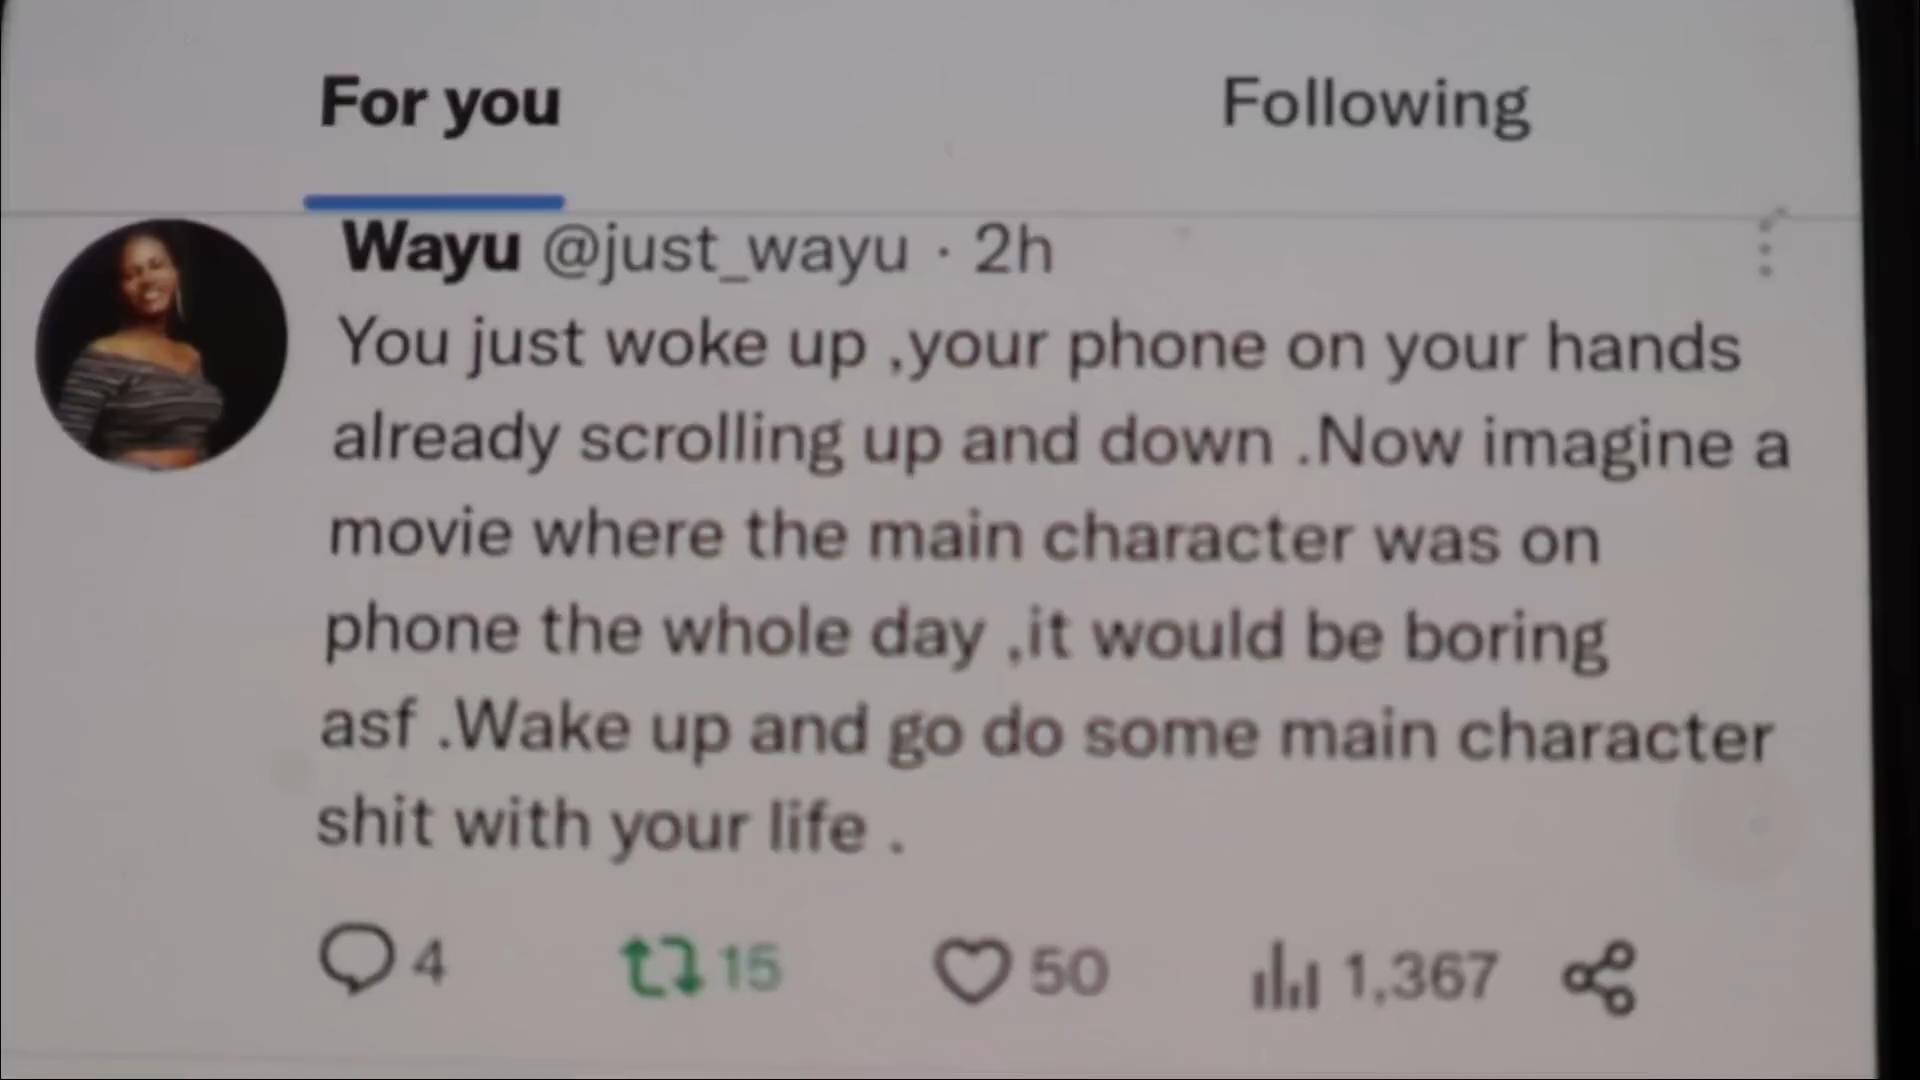 For you Following
Wayu @just_wayu · 2h
You just woke up ,your phone on your hands
already scrolling up and down .Now imagine a
movie where the main character was on
phone the whole day ,it would be boring
asf .Wake up and go do some main character
shit with your life .
4 15 50 1,367